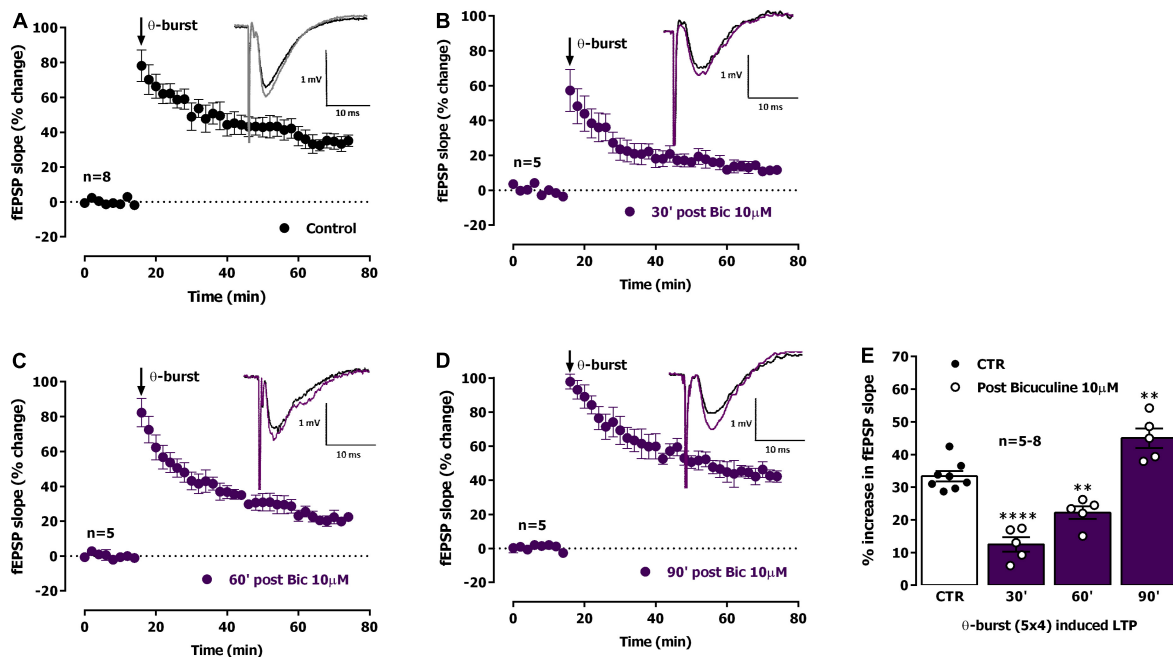 A
fEPSP slope (% change)
100
80
60
40
20
0
-20
θ-burst
1 mV
10 ms
n=8
Control
0 20 40 60 80
Time (min)
B
fEPSP slope (% change)
100
80
60
40
20
0
-20
θ-burst
1 mV
10 ms
n=5
30' post Bic 10μM
0 20 40 60 80
Time (min)
C
fEPSP slope (% change)
100
80
60
40
20
0
-20
θ-burst
1 mV
10 ms
n=5
60' post Bic 10μM
0 20 40 60 80
Time (min)
D
fEPSP slope (% change)
100
80
60
40
20
0
-20
θ-burst
1 mV
10 ms
n=5
90' post Bic 10μM
0 20 40 60 80
Time (min)
E
% increase in fEPSP slope
70
60
50
40
30
20
10
0
CTR
Post Bicuculine 10μM
n=5-8
**
**
****
CTR 30' 60' 90'
θ-burst (5x4) induced LTP